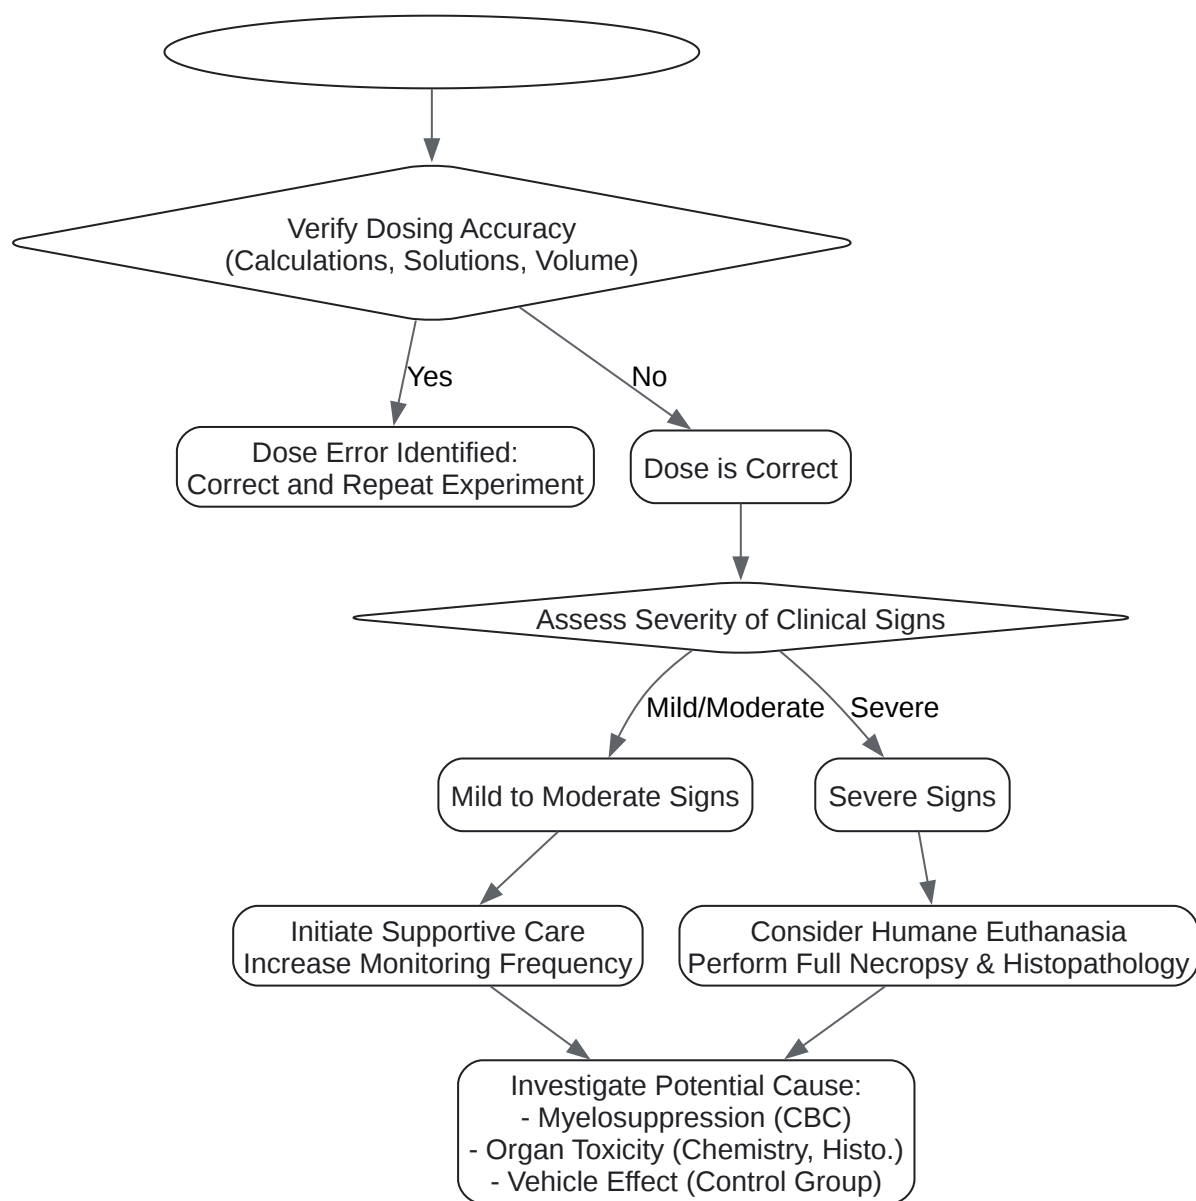 Verify Dosing Accuracy
(Calculations, Solutions, Volume)
Yes
No
Dose Error Identified:
Correct and Repeat Experiment
Dose is Correct
Assess Severity of Clinical Signs
Mild/Moderate
Severe
Mild to Moderate Signs
Severe Signs
Initiate Supportive Care
Increase Monitoring Frequency
Consider Humane Euthanasia
Perform Full Necropsy & Histopathology
Investigate Potential Cause:
- Myelosuppression (CBC)
- Organ Toxicity (Chemistry, Histo.)
- Vehicle Effect (Control Group)